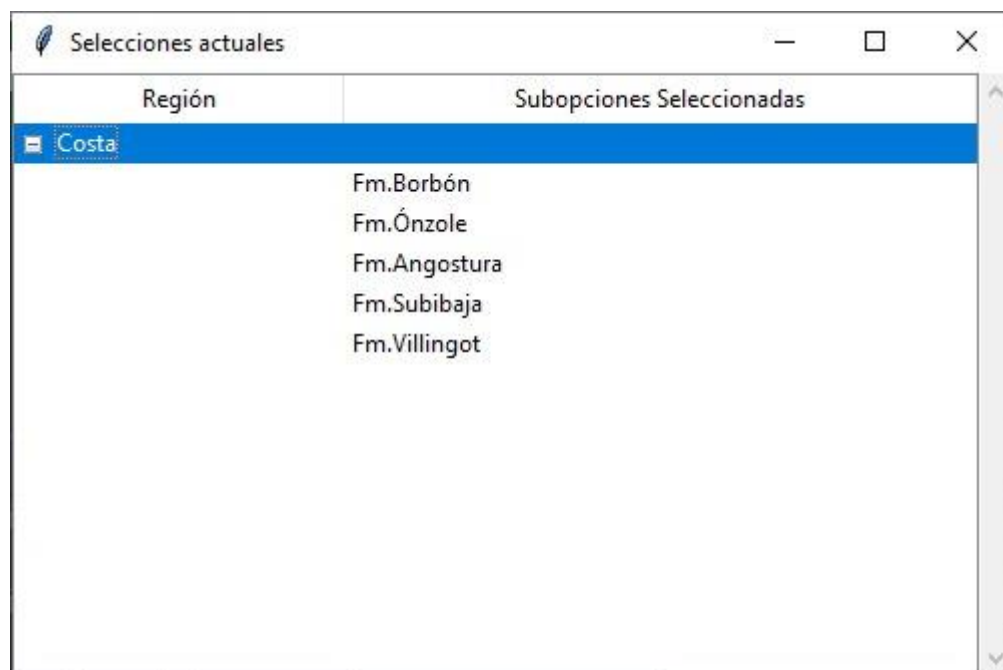 Selecciones actuales
Región Subopciones Seleccionadas
Costa
Fm.Borbón
Fm.Ónzole
Fm.Angostura
Fm.Subibaja
Fm.Villingot